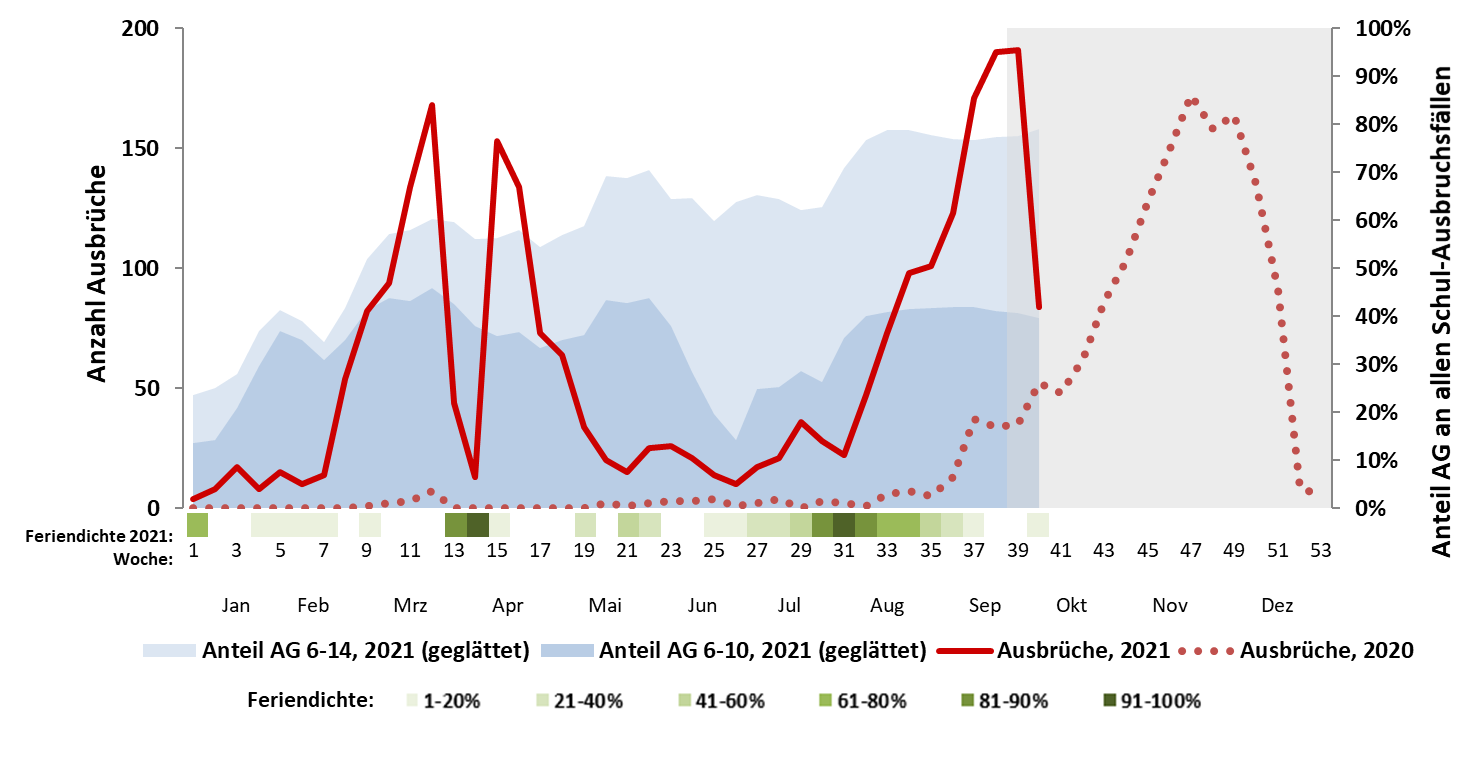 200
150
100
50
0
Anzahl Ausbrüche
100%
90%
80%
70%
60%
50%
40%
30%
20%
10%
0%
Anteil AG an allen Schul-Ausbruchsfällen
Feriendichte 2021:
Woche: 1 3 5 7 9 11 13 15 17 19 21 23 25 27 29 31 33 35 37 39 41 43 45 47 49 51 53
Jan Feb Mrz Apr Mai Jun Jul Aug Sep Okt Nov Dez
Anteil AG 6-14, 2021 (geglättet) Anteil AG 6-10, 2021 (geglättet) Ausbrüche, 2021 Ausbrüche, 2020
Feriendichte: 1-20% 21-40% 41-60% 61-80% 81-90% 91-100%